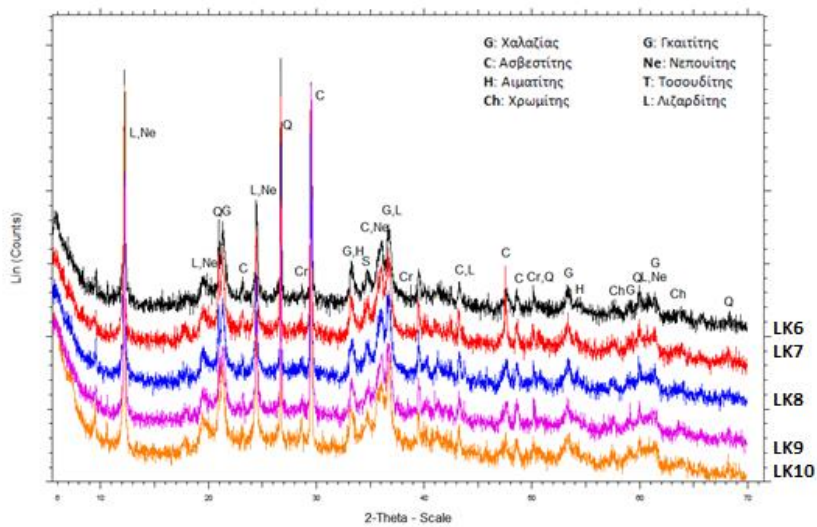 G: Χαλαζίας
G: Γκαιτίτης
C: Ασβεστίτης
Ne: Νεπουίτης
H: Αιματίτης
T: Τοσουδίτης
Ch: Χρωμίτης
L: Λιζαρδίτης
C
L,Ne
Q
L,Ne
QG
C,Ne
G,L
L,Ne
C
Cr
G,H
S
Cr
C,L
C
C
Cr,Q
G
H
Ch
G
QL,Ne
G
Ch
Q
LK6
LK7
LK8
LK9
LK10
Lin (Counts)
6 10 20 30 40 50 60 70
2-Theta - Scale